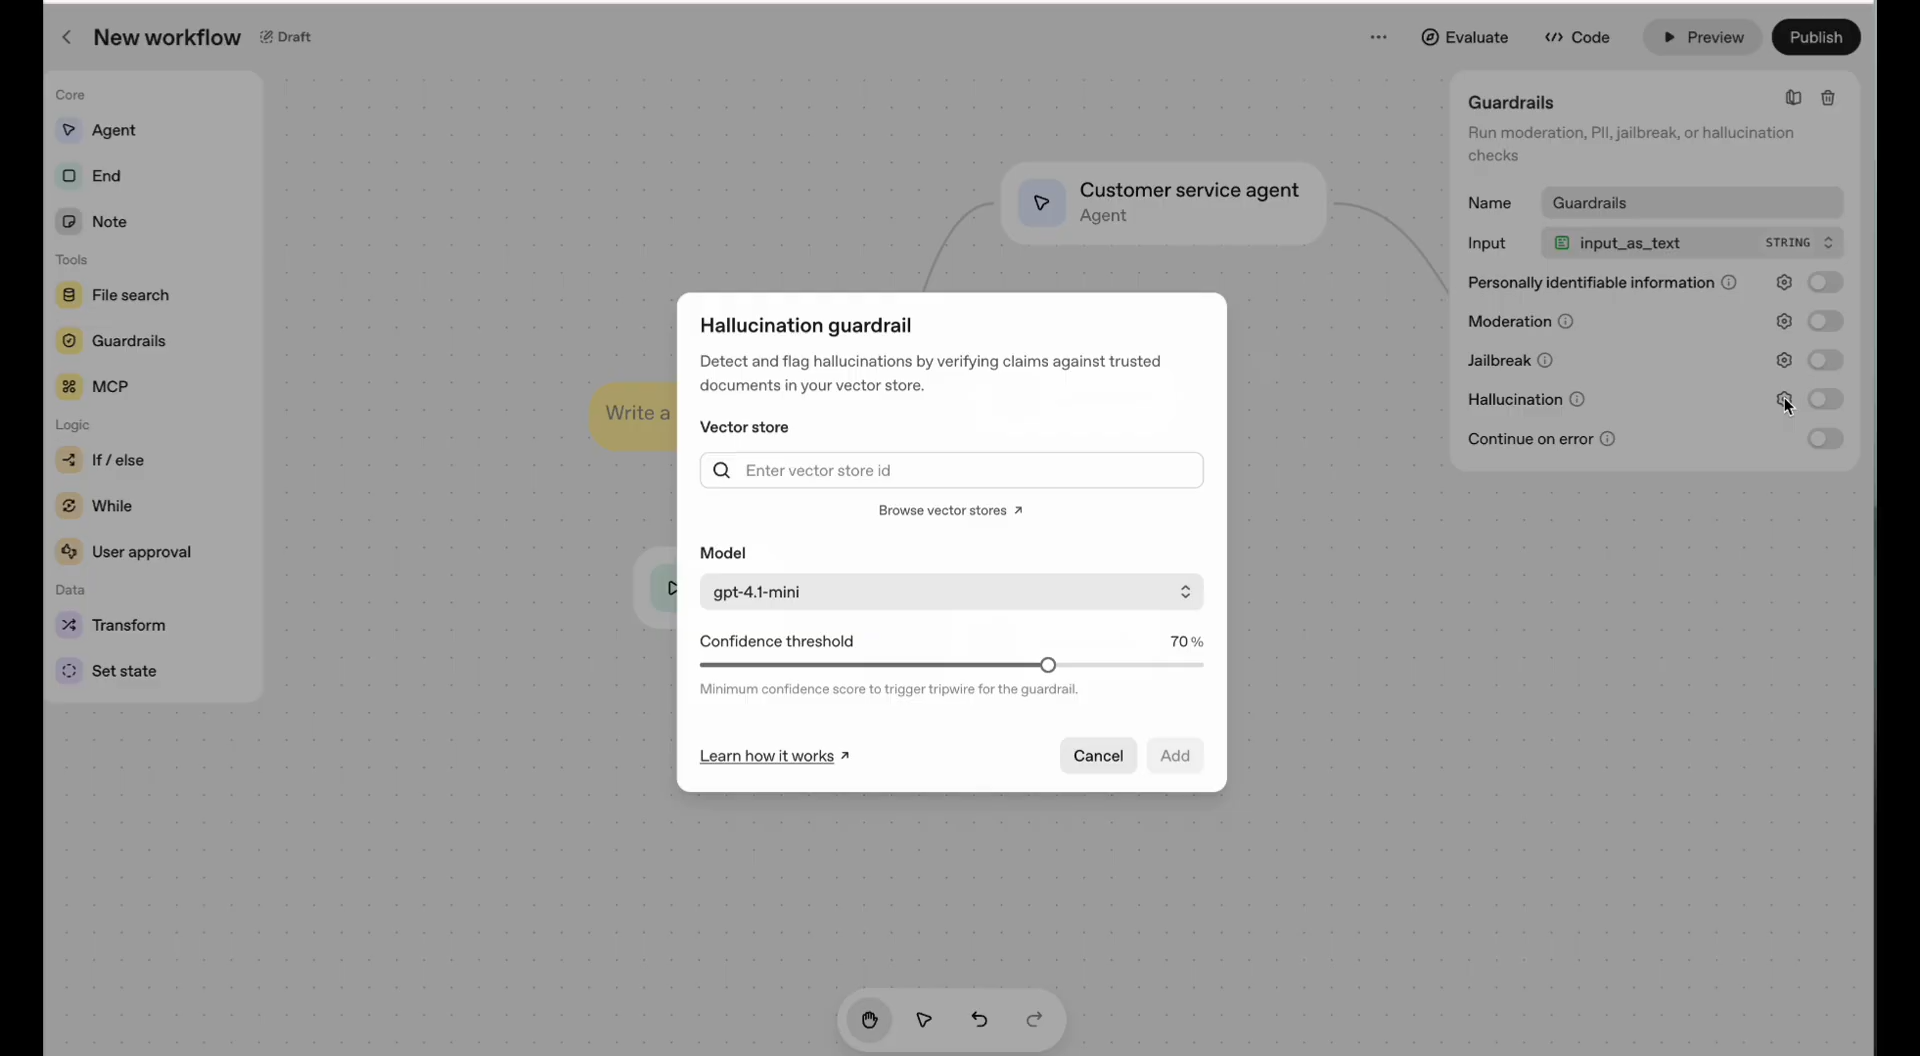 New workflow
Draft
Evaluate
Code
Preview
Publish
Core
Agent
End
Note
Tools
File search
Guardrails
MCP
Logic
If / else
While
User approval
Data
Transform
Set state
Customer service agent
Agent
Write a
Hallucination guardrail
Detect and flag hallucinations by verifying claims against trusted
documents in your vector store.
Vector store
Enter vector store id
Browse vector stores
Model
gpt-4.1-mini
Confidence threshold
70 %
Minimum confidence score to trigger tripwire for the guardrail.
Learn how it works
Cancel
Add
Guardrails
Run moderation, PII, jailbreak, or hallucination
checks
Name
Guardrails
Input
input_as_text
STRING
Personally identifiable information
Moderation
Jailbreak
Hallucination
Continue on error